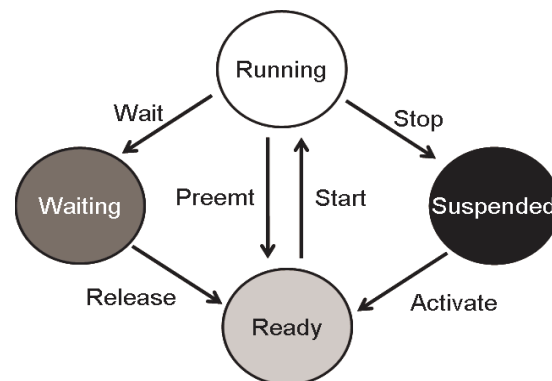 Running
Wait
Stop
Waiting
Preemt
Start
Suspended
Release
Activate
Ready